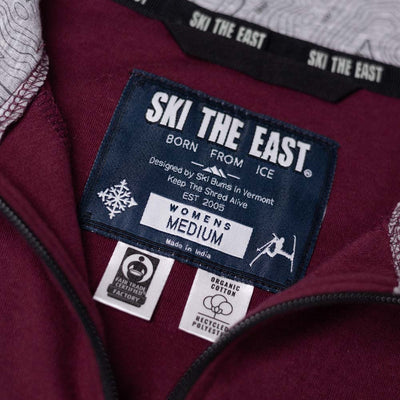 SKI THE EAST
SKI THE EAST
SKI THE EAST®
BORN FROM ICE
Designed by Ski Bums in Vermont
Keep The Shred Alive
EST 2005
WOMENS
MEDIUM
Made in India
FAIR TRADE
CERTIFIED™
FACTORY
ORGANIC
COTTON
RECYCLED
POLYESTER